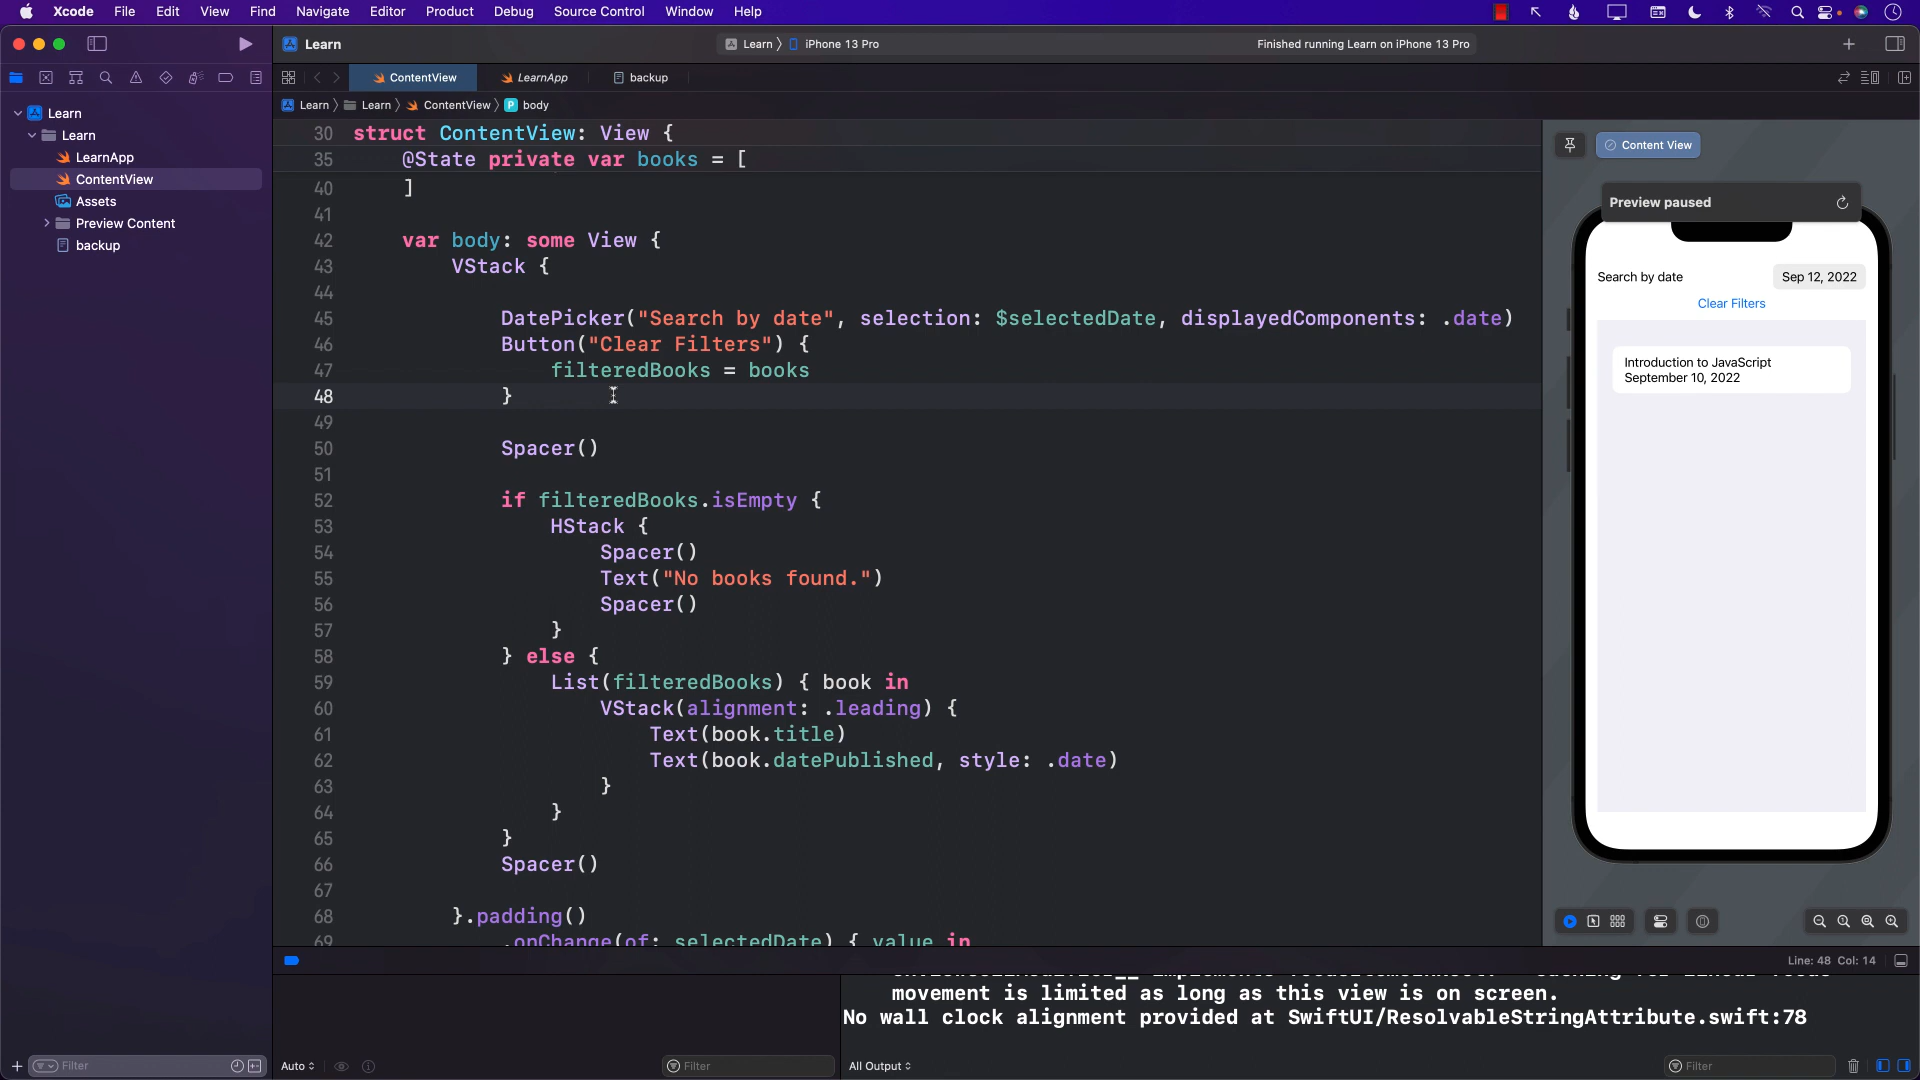 Xcode File Edit View Find Navigate Editor Product Debug Source Control Window Help
Learn
Learn iPhone 13 Pro
Finished running Learn on iPhone 13 Pro
ContentView LearnApp backup
Learn Learn ContentView P body
Learn
Learn
LearnApp
ContentView
Assets
Preview Content
backup
30 struct ContentView: View {
35 @State private var books = [
40 ]
41
42 var body: some View {
43 VStack {
44
45 DatePicker("Search by date", selection: $selectedDate, displayedComponents: .date)
46 Button("Clear Filters") {
47 filteredBooks = books
48 }
49
50 Spacer()
51
52 if filteredBooks.isEmpty {
53 HStack {
54 Spacer()
55 Text("No books found.")
56 Spacer()
57 }
58 } else {
59 List(filteredBooks) { book in
60 VStack(alignment: .leading) {
61 Text(book.title)
62 Text(book.datePublished, style: .date)
63 }
64 }
65 }
66 Spacer()
67
68 }.padding()
69 .onChange(of: selectedDate) { value in
Content View
Preview paused
Search by date Sep 12, 2022
Clear Filters
Introduction to JavaScript
September 10, 2022
Line: 48 Col: 14
movement is limited as long as this view is on screen.
No wall clock alignment provided at SwiftUI/ResolvableStringAttribute.swift:78
Filter
Auto
Filter
All Output
Filter